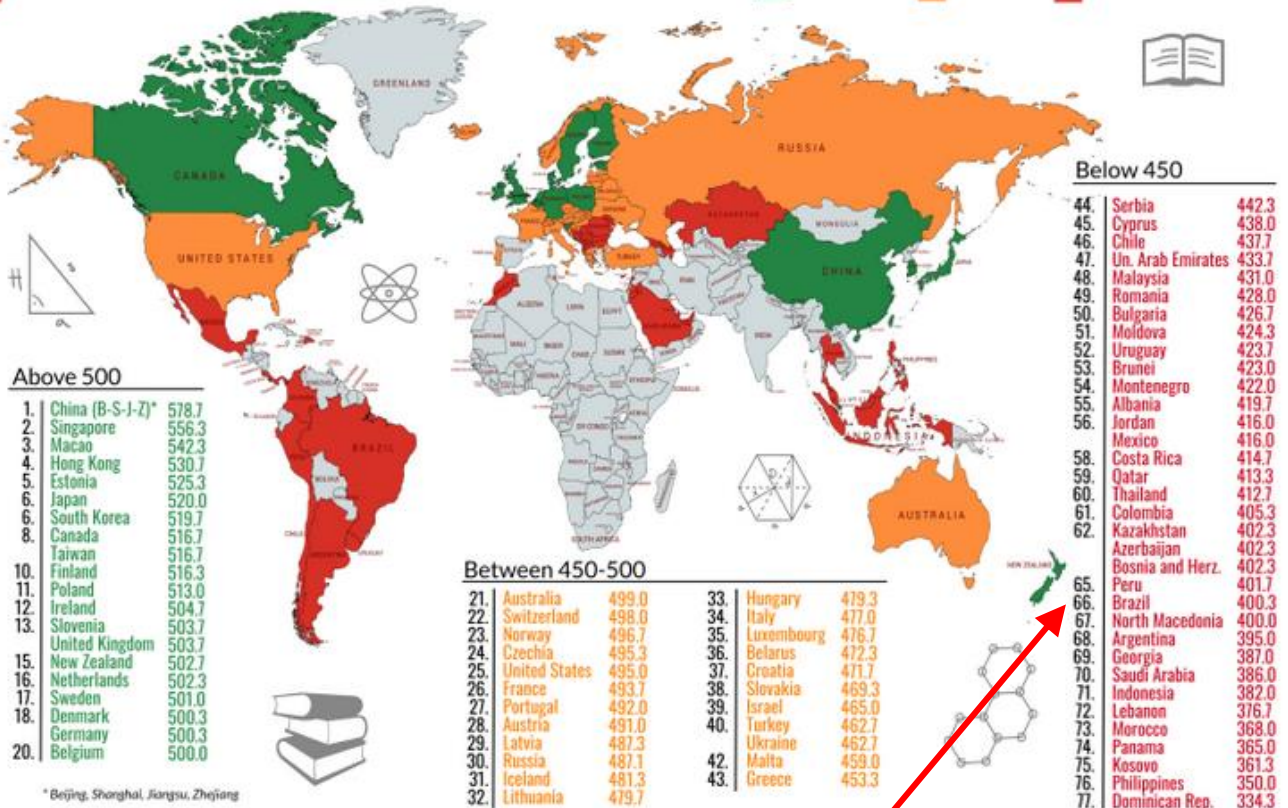 GREENLAND
CANADA
RUSSIA
UNITED STATES
KAZAKHSTAN
MONGOLIA
CHINA
JAPAN
FRANCE
UKRAINE
TURKEY
ALGERIA
LIBYA
EGYPT
IRAN
INDIA
MALI
NIGER
CHAD
SUDAN
PHILIPPINES
CUBA
BRAZIL
BOLIVIA
DR CONGO
INDONESIA
CHILE
ARGENTINA
URUGUAY
SOUTH AFRICA
AUSTRALIA
NEW ZEALAND
Above 500
1. China (B-S-J-Z)* 578.7
2. Singapore 556.3
3. Macao 542.3
4. Hong Kong 530.7
5. Estonia 525.3
6. Japan 520.0
6. South Korea 519.7
8. Canada 516.7
Taiwan 516.7
10. Finland 516.3
11. Poland 513.0
12. Ireland 504.7
13. Slovenia 503.7
United Kingdom 503.7
15. New Zealand 502.7
16. Netherlands 502.3
17. Sweden 501.0
18. Denmark 500.3
Germany 500.3
20. Belgium 500.0
* Beijing, Sharghal, Jiangsu, Zhejiang
Between 450-500
21. Australia 499.0
22. Switzerland 498.0
23. Norway 496.7
24. Czechia 495.3
25. United States 495.0
26. France 493.7
27. Portugal 492.0
28. Austria 491.0
29. Latvia 487.3
30. Russia 487.1
31. Iceland 481.3
32. Lithuania 479.7
33. Hungary 479.3
34. Italy 477.0
35. Luxembourg 476.7
36. Belarus 472.3
37. Croatia 471.7
38. Slovakia 469.3
39. Israel 465.0
40. Turkey 462.7
Ukraine 462.7
42. Malta 459.0
43. Greece 453.3
Below 450
44. Serbia 442.3
45. Cyprus 438.0
46. Chile 437.7
47. Un. Arab Emirates 433.7
48. Malaysia 431.0
49. Romania 428.0
50. Bulgaria 426.7
51. Moldova 424.3
52. Uruguay 423.7
53. Brunei 423.0
54. Montenegro 422.0
55. Albania 419.7
56. Jordan 416.0
Mexico 416.0
58. Costa Rica 414.7
59. Qatar 413.3
60. Thailand 412.7
61. Colombia 405.3
62. Kazakhstan 402.3
Azerbaijan 402.3
Bosnia and Herz. 402.3
65. Peru 401.7
66. Brazil 400.3
67. North Macedonia 400.0
68. Argentina 395.0
69. Georgia 387.0
70. Saudi Arabia 386.0
71. Indonesia 382.0
72. Lebanon 376.7
73. Morocco 368.0
74. Panama 365.0
75. Kosovo 361.3
76. Philippines 350.0
77. Dominican Rep. 334.3